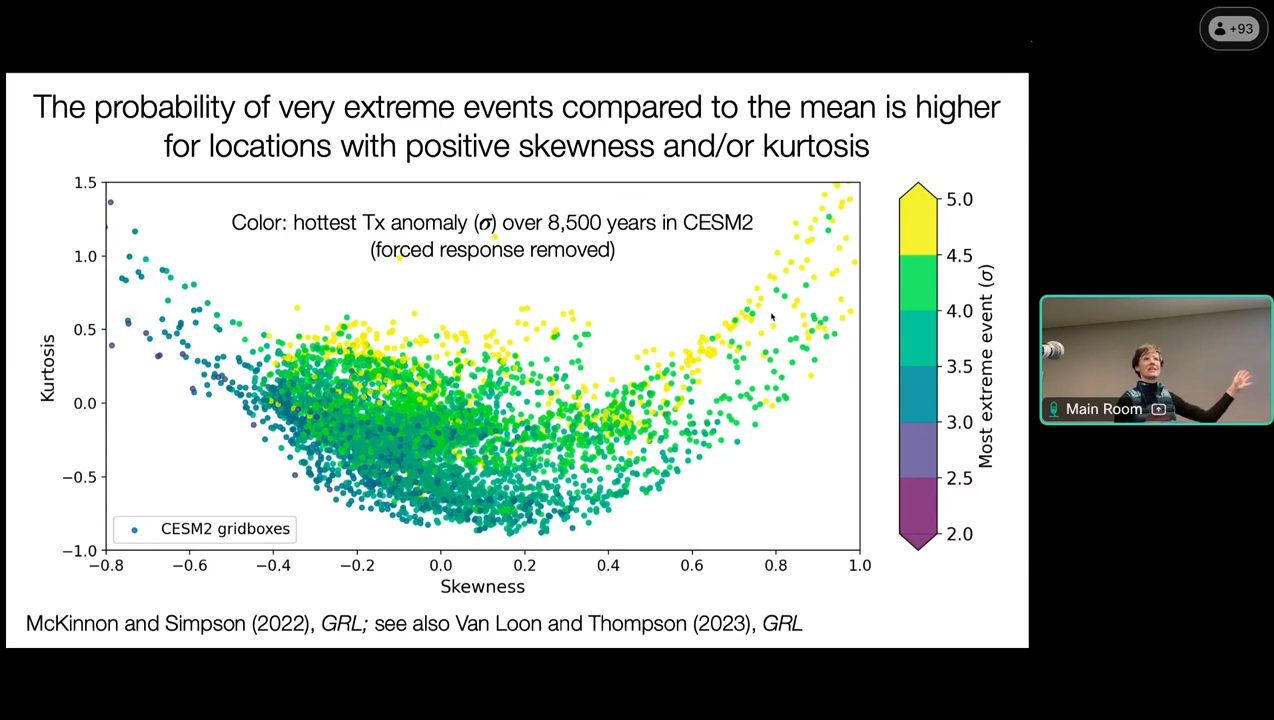 +93
The probability of very extreme events compared to the mean is higher
for locations with positive skewness and/or kurtosis
Color: hottest Tx anomaly (σ) over 8,500 years in CESM2
(forced response removed)
1.5
1.0
0.5
0.0
−0.5
−1.0
Kurtosis
CESM2 gridboxes
−0.8
−0.6
−0.4
−0.2
0.0
0.2
0.4
0.6
0.8
1.0
Skewness
5.0
4.5
4.0
3.5
3.0
2.5
2.0
Most extreme event (σ)
Main Room
McKinnon and Simpson (2022), GRL; see also Van Loon and Thompson (2023), GRL